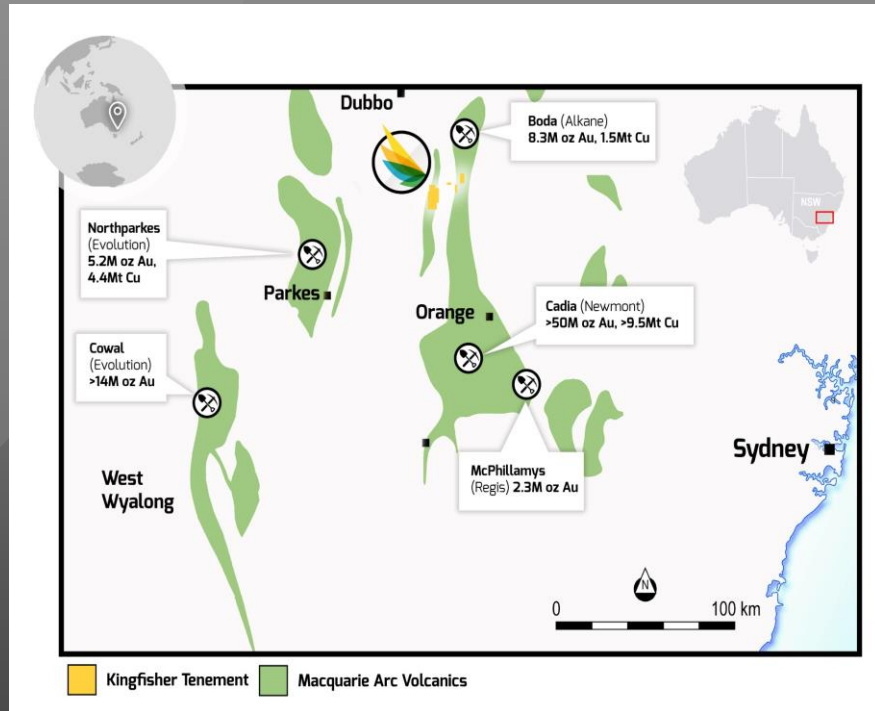 Dubbo
Boda (Alkane)
8.3M oz Au, 1.5Mt Cu
NSW
Northparkes
(Evolution)
5.2M oz Au,
4.4Mt Cu
Parkes
Orange
Cadia (Newmont)
>50M oz Au, >9.5Mt Cu
Cowal
(Evolution)
>14M oz Au
West
Wyalong
McPhillamys
(Regis) 2.3M oz Au
Sydney
N
0 100 km
Kingfisher Tenement Macquarie Arc Volcanics